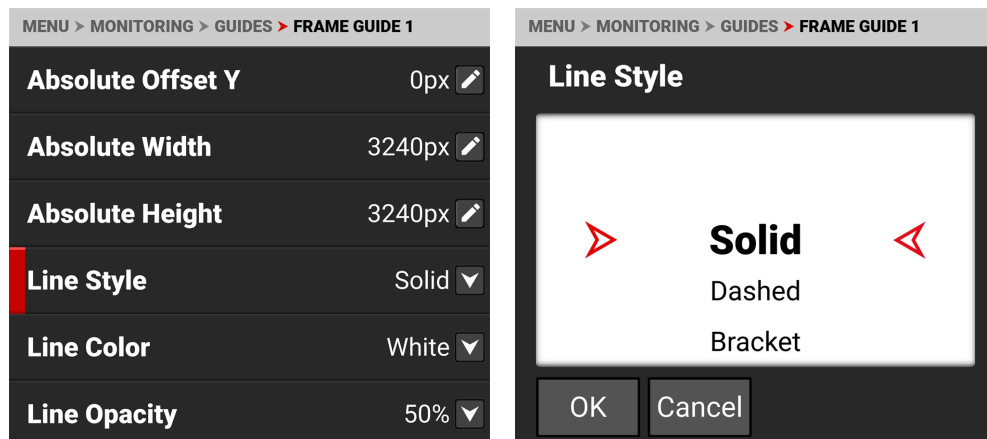 MENU > MONITORING > GUIDES > FRAME GUIDE 1
Absolute Offset Y 0px
Absolute Width 3240px
Absolute Height 3240px
Line Style Solid
Line Color White
Line Opacity 50%
MENU > MONITORING > GUIDES > FRAME GUIDE 1
Line Style
Solid
Dashed
Bracket
OK Cancel